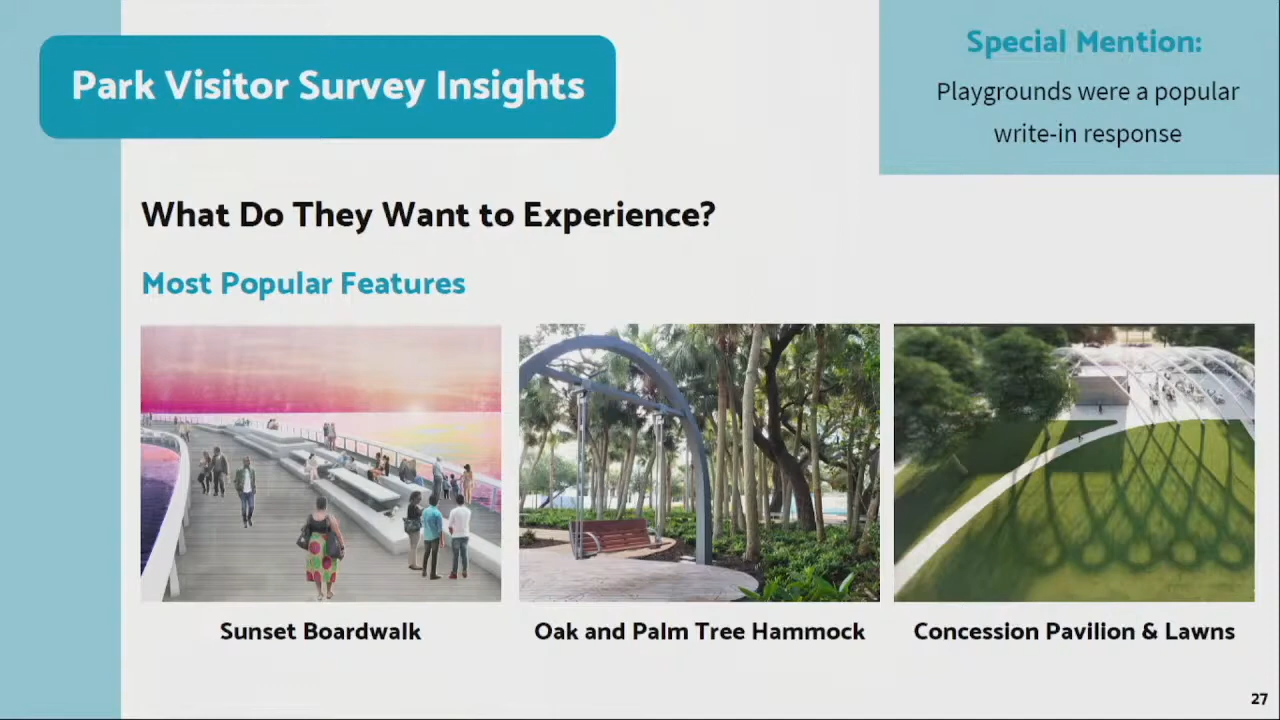 Park Visitor Survey Insights
Special Mention:
Playgrounds were a popular
write-in response
What Do They Want to Experience?
Most Popular Features
Sunset Boardwalk
Oak and Palm Tree Hammock
Concession Pavilion & Lawns
27